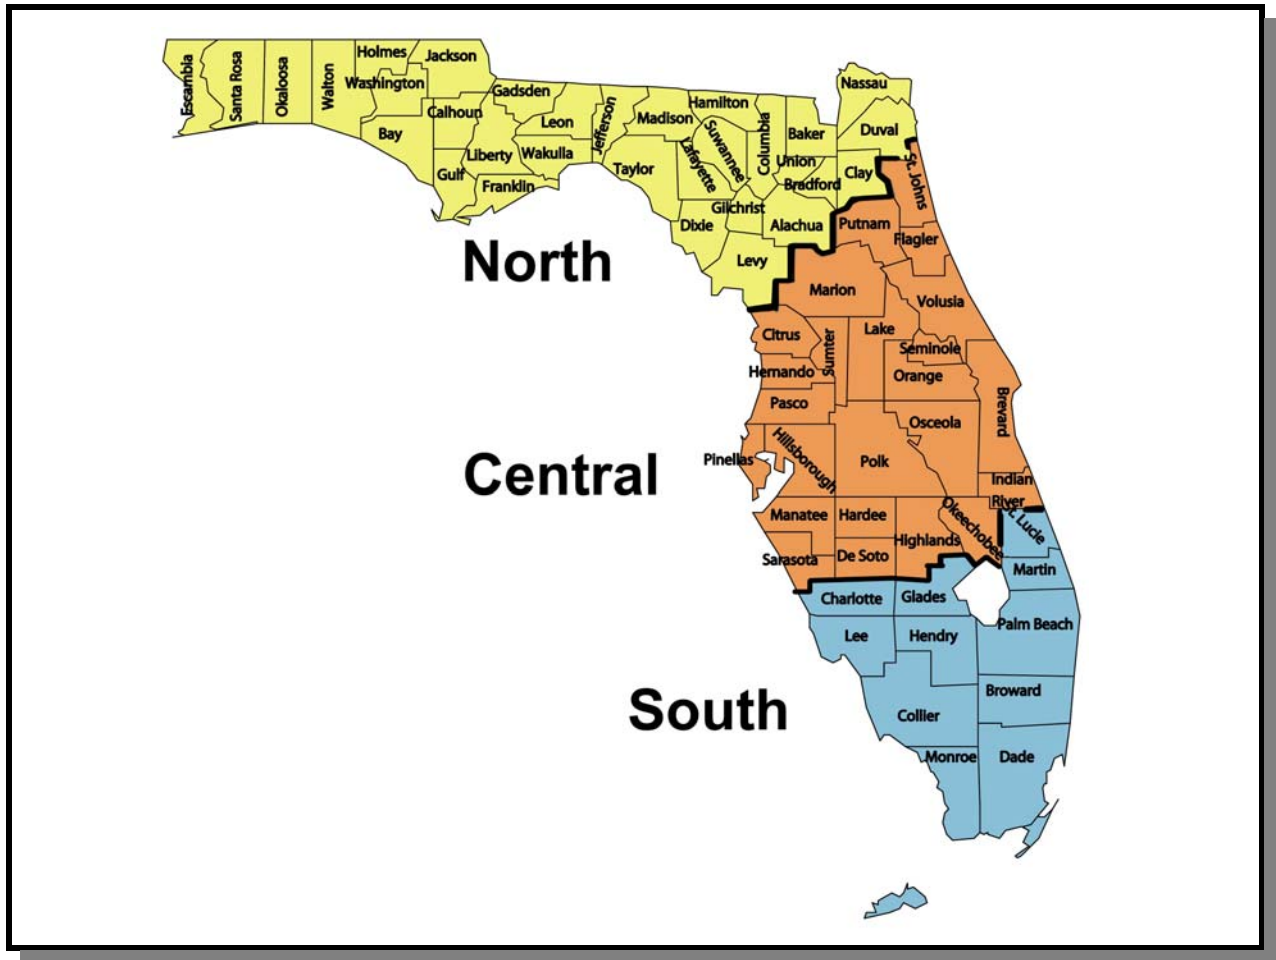 Escambia
Santa Rosa
Okaloosa
Walton
Holmes
Jackson
Washington
Bay
Calhoun
Gulf
Gadsden
Liberty
Franklin
Leon
Wakulla
Jefferson
Madison
Taylor
Hamilton
Suwannee
Lafayette
Columbia
Baker
Union
Bradford
Nassau
Duval
Clay
St. Johns
Gilchrist
Dixie
Alachua
Levy
Putnam
Flagler
North
Marion
Volusia
Citrus
Sumter
Lake
Seminole
Hernando
Orange
Pasco
Brevard
Osceola
Central
Pinellas
Hillsborough
Polk
Indian
River
Manatee
Hardee
Highlands
Okeechobee
St. Lucie
Sarasota
De Soto
Martin
Charlotte
Glades
Palm Beach
Lee
Hendry
South
Broward
Collier
Monroe
Dade